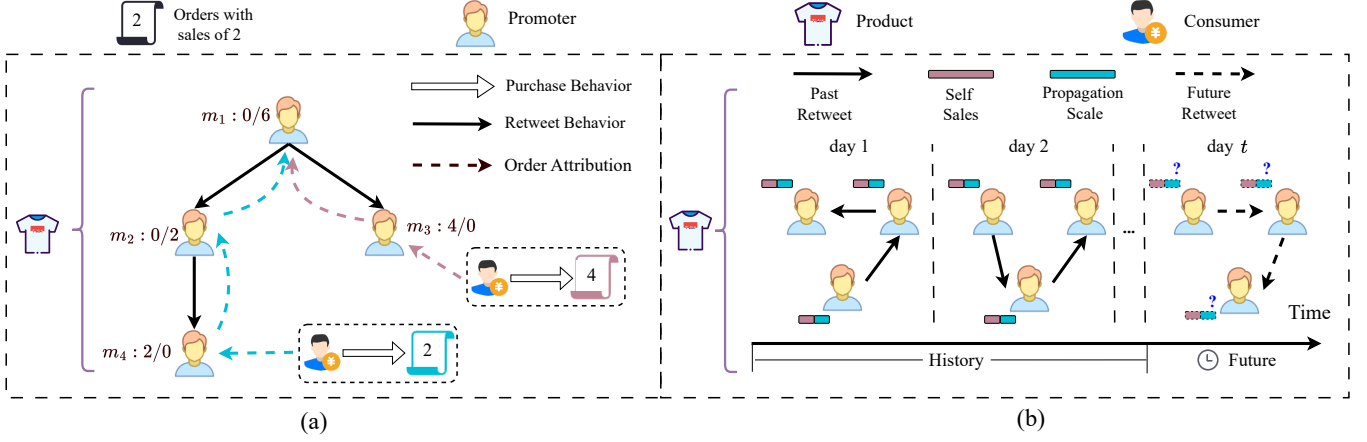 2
Orders with
sales of 2
Promoter
Product
¥
Consumer
m₁ : 0/6
Purchase Behavior
Retweet Behavior
Order Attribution
m₂ : 0/2
m₃ : 4/0
¥
4
m₄ : 2/0
¥
2
(a)
Past
Retweet
Self
Sales
Propagation
Scale
Future
Retweet
day 1
day 2
day t
? ?
...
?
Time
History
Future
(b)